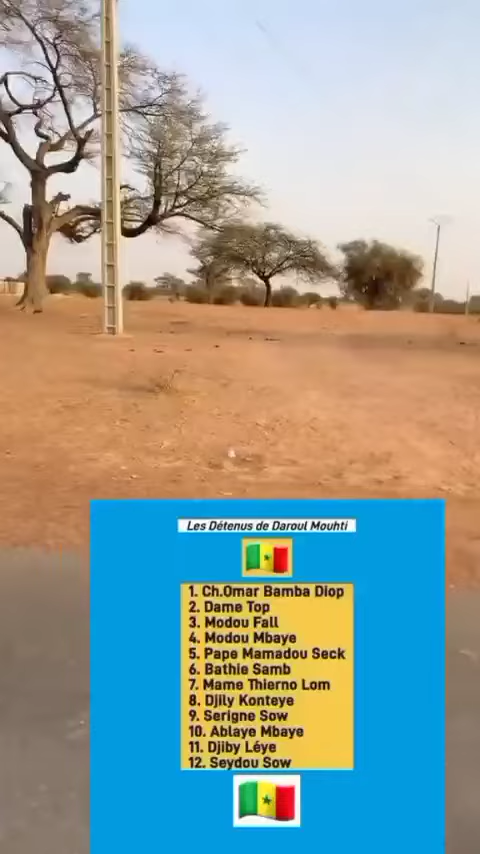 Les Détenus de Daroul Mouhti
1. Ch.Omar Bamba Diop
2. Dame Top
3. Modou Fall
4. Modou Mbaye
5. Pape Mamadou Seck
6. Bathie Samb
7. Mame Thierno Lom
8. Djily Konteye
9. Serigne Sow
10. Ablaye Mbaye
11. Djiby Léye
12. Seydou Sow